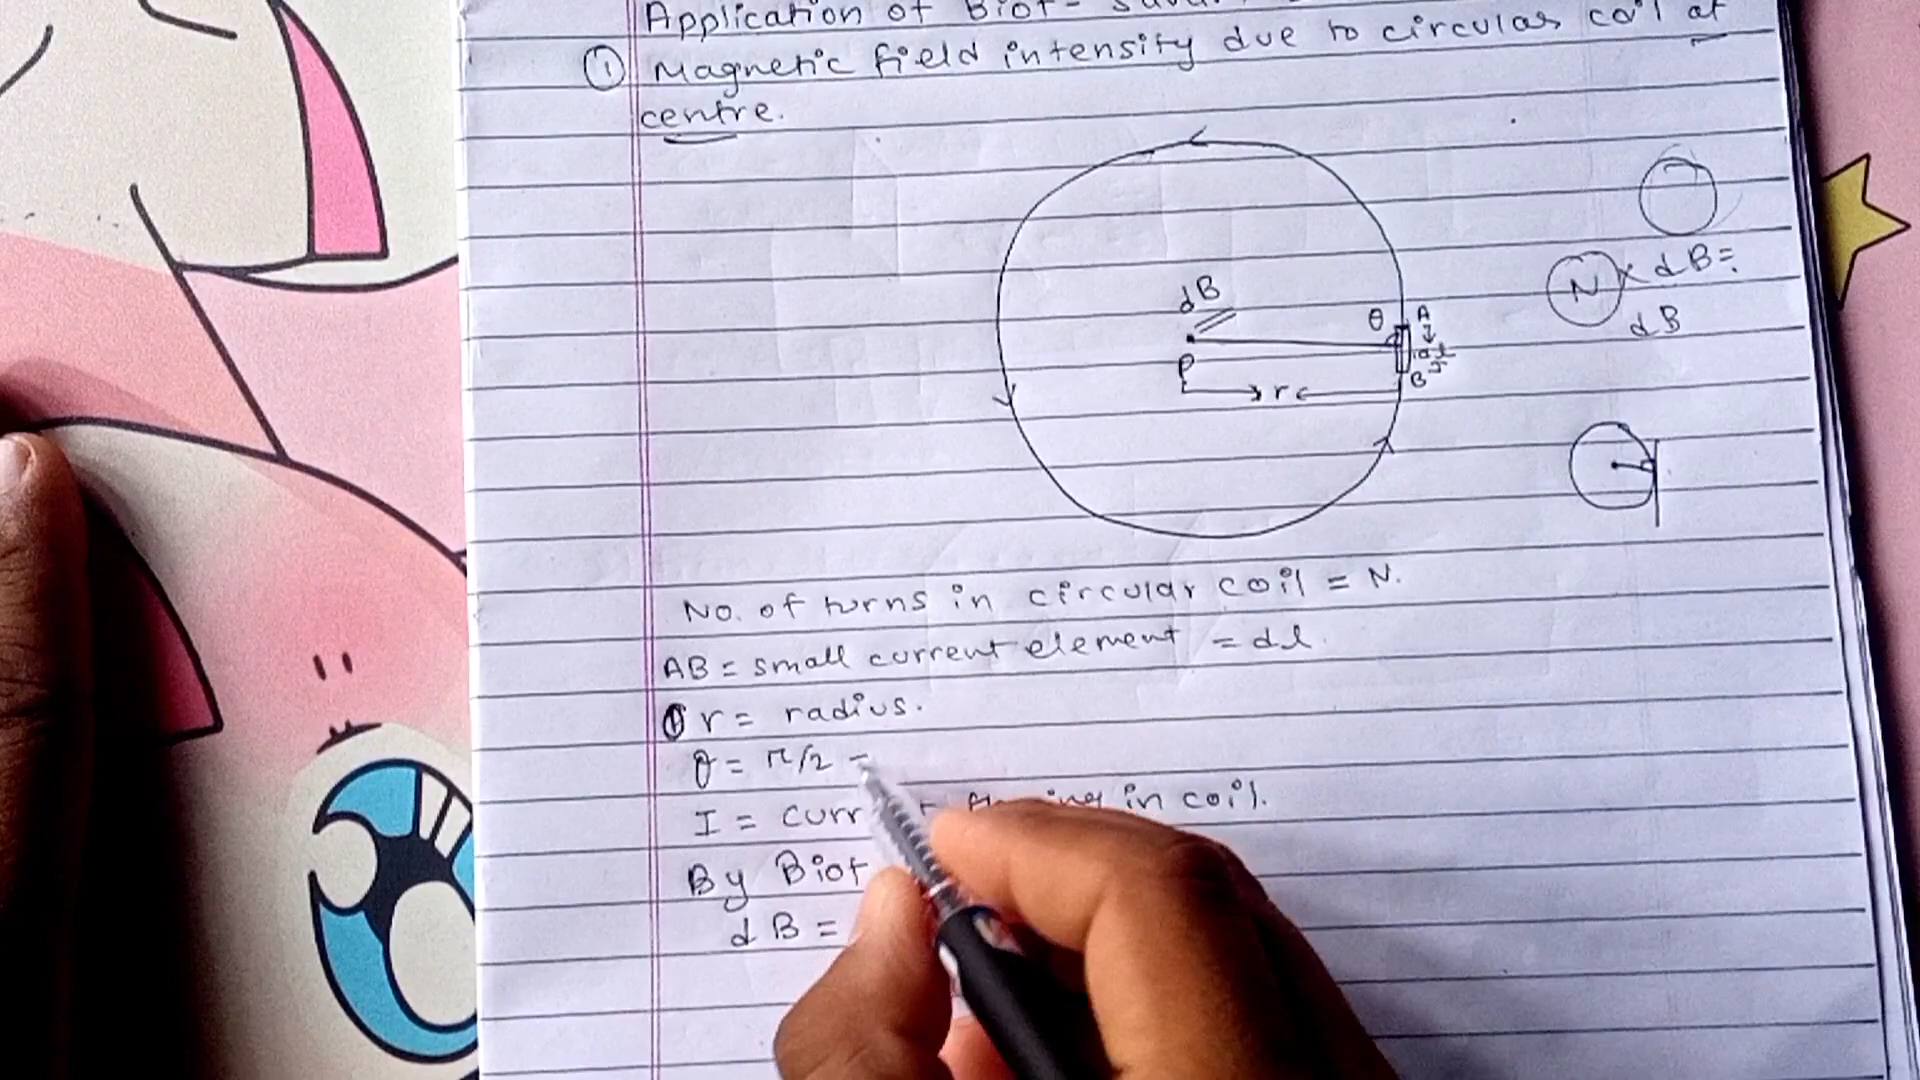 Application of Biot-
① Magnetic field intensity due to circular coil at
centre.
dB
θ A
N x dB =
dB
P
dl
B
r
No. of turns in circular coil = N.
AB = small current element = dl.
r = radius.
θ = π/2 =
I = in coil.
By Biot
dB =